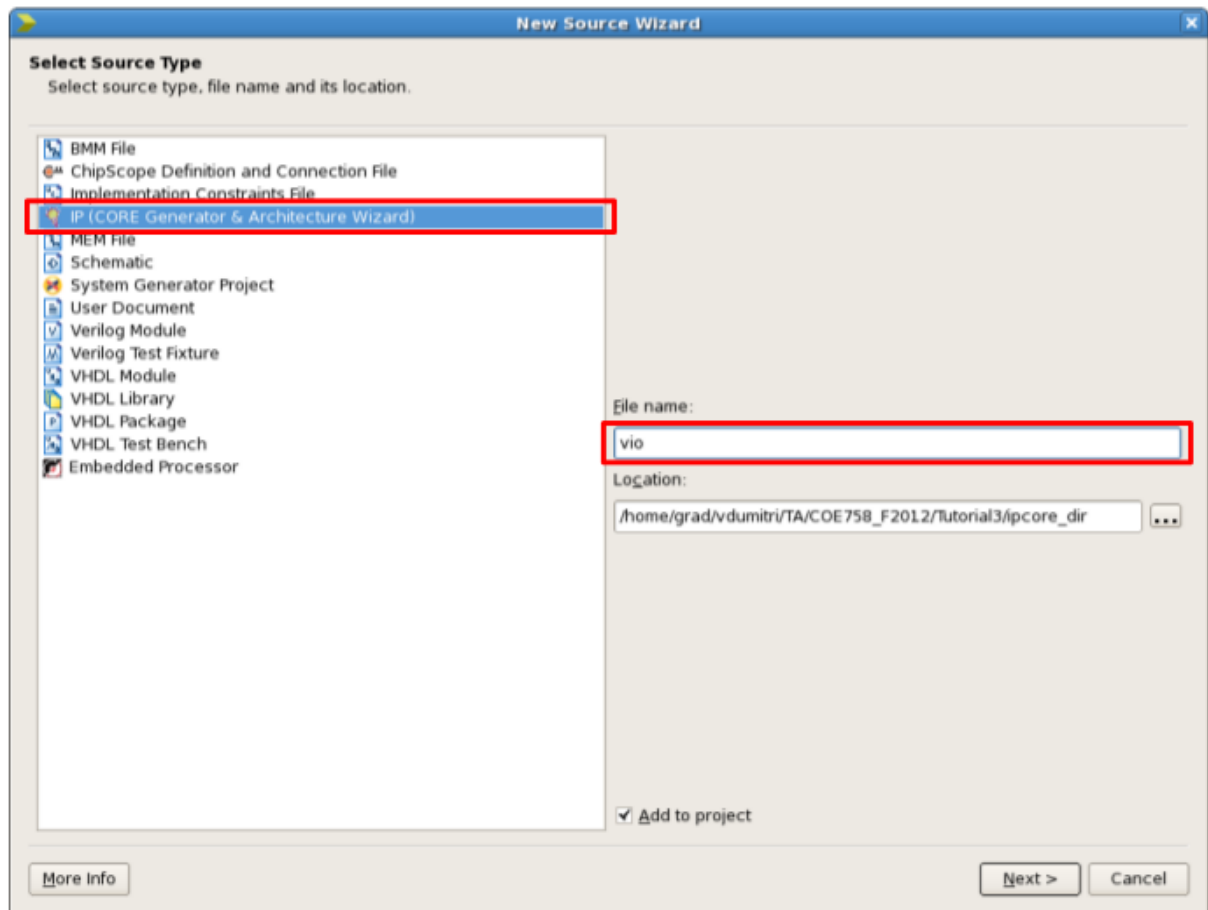 New Source Wizard
Select Source Type
Select source type, file name and its location.
BMM File
ChipScope Definition and Connection File
Implementation Constraints File
IP (CORE Generator & Architecture Wizard)
MEM File
Schematic
System Generator Project
User Document
Verilog Module
Verilog Test Fixture
VHDL Module
VHDL Library
VHDL Package
VHDL Test Bench
Embedded Processor
File name:
vio
Location:
/home/grad/vdumitri/TA/COE758_F2012/Tutorial3/ipcore_dir
...
Add to project
More Info
Next >
Cancel